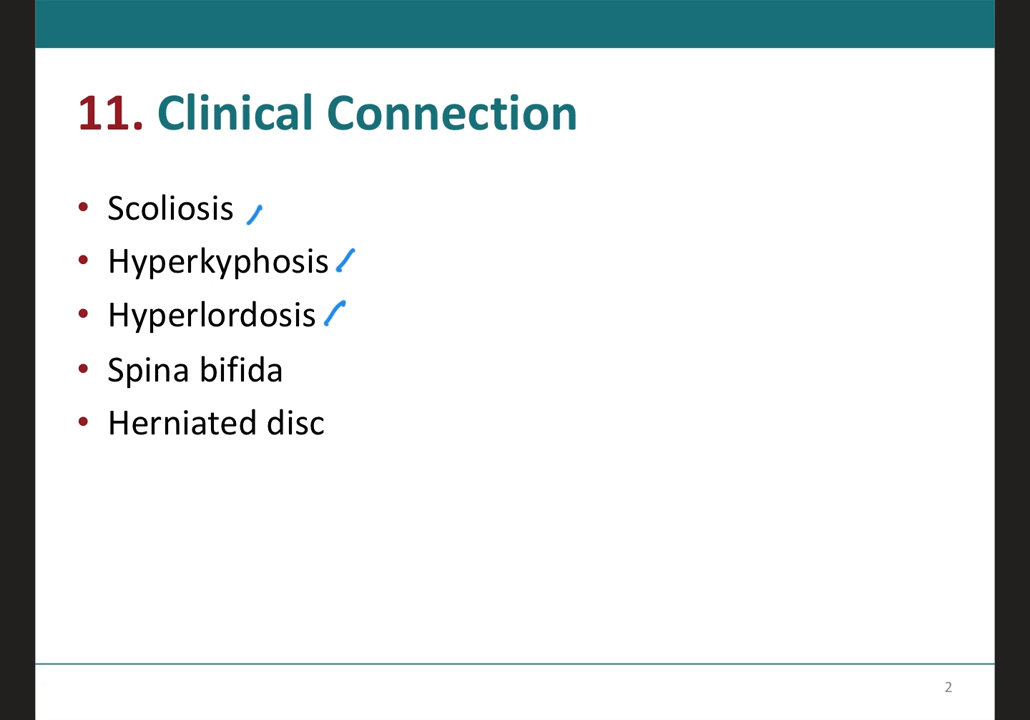 11. Clinical Connection
• Scoliosis
• Hyperkyphosis
• Hyperlordosis
• Spina bifida
• Herniated disc
2